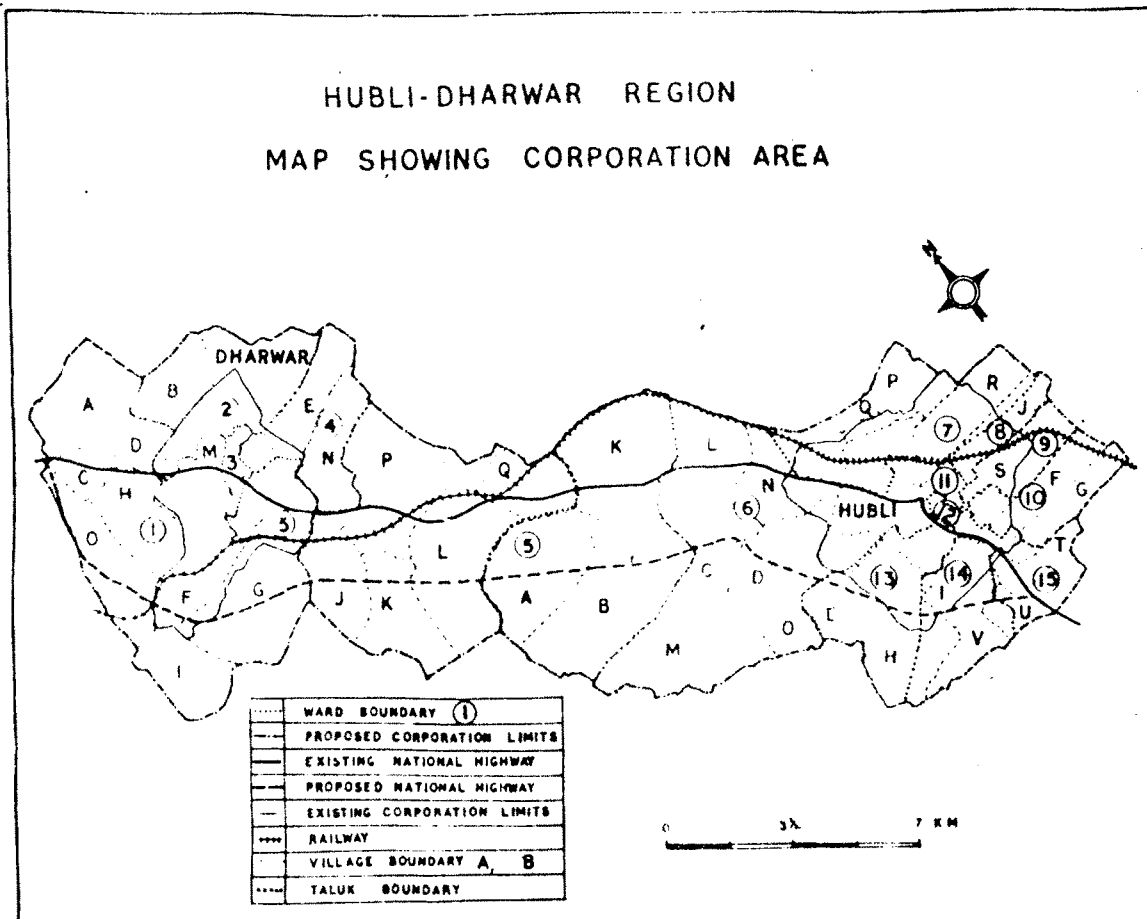 HUBLI-DHARWAR REGION
MAP SHOWING CORPORATION AREA
N
DHARWAR
A
B
2
E
4
D
M
3
N
P
Q
C
H
1
O
5
F
G
I
J
K
L
5
K
L
N
6
A
B
C
D
M
O
P
Q
R
J
7
8
9
S
F
G
11
10
HUBLI
12
T
13
14
15
I
U
V
H
WARD BOUNDARY 1
PROPOSED CORPORATION LIMITS
EXISTING NATIONAL HIGHWAY
PROPOSED NATIONAL HIGHWAY
EXISTING CORPORATION LIMITS
RAILWAY
VILLAGE BOUNDARY A, B
TALUK BOUNDARY
0 3½ 7 KM